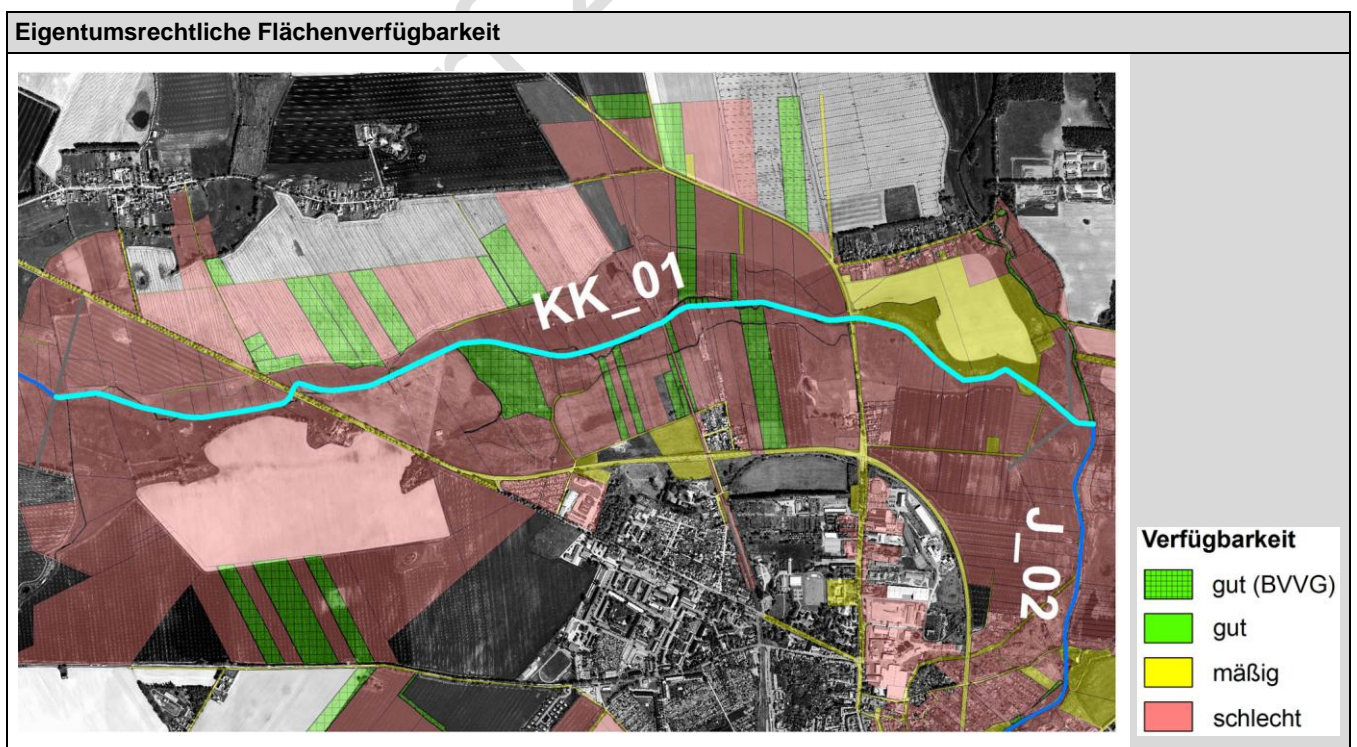 Eigentumsrechtliche Flächenverfügbarkeit
KK_01
J_02
Verfügbarkeit
gut (BVVG)
gut
mäßig
schlecht